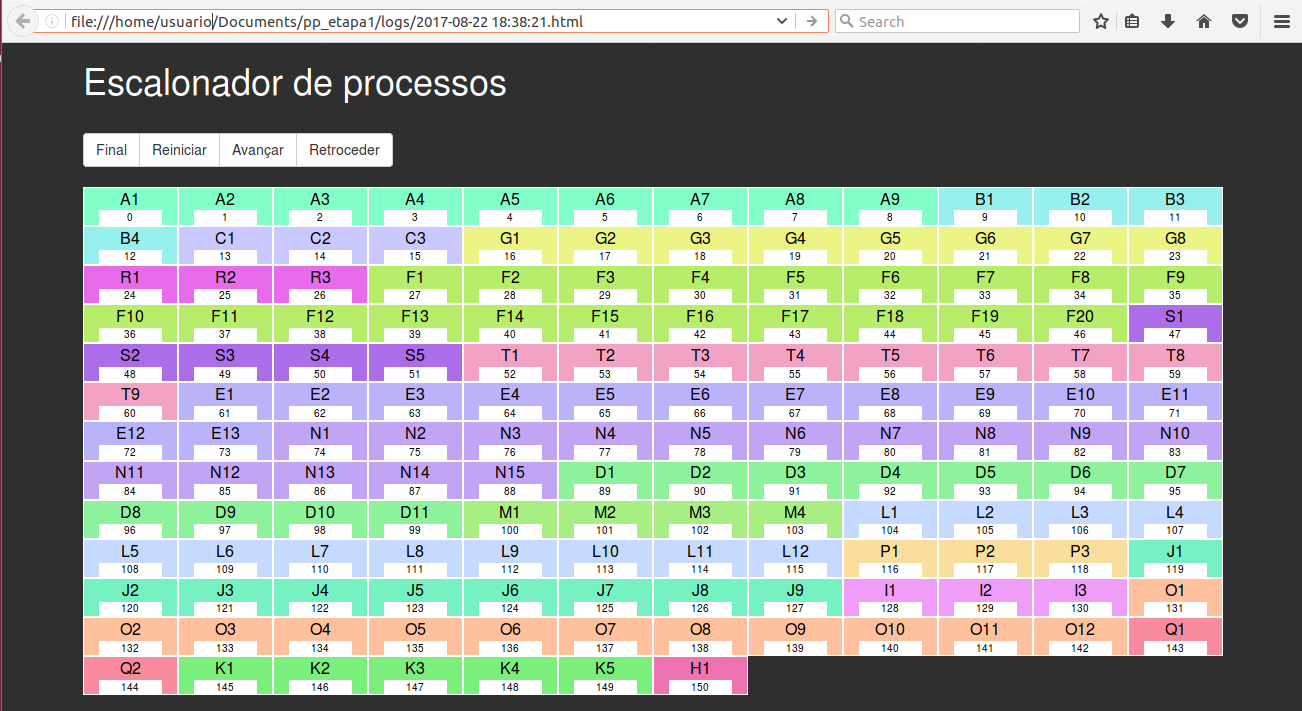 file:///home/usuario/Documents/pp_etapa1/logs/2017-08-22 18:38:21.html
Search
Escalonador de processos
Final Reiniciar Avançar Retroceder
A1 A2 A3 A4 A5 A6 A7 A8 A9 B1 B2 B3
0 1 2 3 4 5 6 7 8 9 10 11
B4 C1 C2 C3 G1 G2 G3 G4 G5 G6 G7 G8
12 13 14 15 16 17 18 19 20 21 22 23
R1 R2 R3 F1 F2 F3 F4 F5 F6 F7 F8 F9
24 25 26 27 28 29 30 31 32 33 34 35
F10 F11 F12 F13 F14 F15 F16 F17 F18 F19 F20 S1
36 37 38 39 40 41 42 43 44 45 46 47
S2 S3 S4 S5 T1 T2 T3 T4 T5 T6 T7 T8
48 49 50 51 52 53 54 55 56 57 58 59
T9 E1 E2 E3 E4 E5 E6 E7 E8 E9 E10 E11
60 61 62 63 64 65 66 67 68 69 70 71
E12 E13 N1 N2 N3 N4 N5 N6 N7 N8 N9 N10
72 73 74 75 76 77 78 79 80 81 82 83
N11 N12 N13 N14 N15 D1 D2 D3 D4 D5 D6 D7
84 85 86 87 88 89 90 91 92 93 94 95
D8 D9 D10 D11 M1 M2 M3 M4 L1 L2 L3 L4
96 97 98 99 100 101 102 103 104 105 106 107
L5 L6 L7 L8 L9 L10 L11 L12 P1 P2 P3 J1
108 109 110 111 112 113 114 115 116 117 118 119
J2 J3 J4 J5 J6 J7 J8 J9 I1 I2 I3 O1
120 121 122 123 124 125 126 127 128 129 130 131
O2 O3 O4 O5 O6 O7 O8 O9 O10 O11 O12 Q1
132 133 134 135 136 137 138 139 140 141 142 143
Q2 K1 K2 K3 K4 K5 H1
144 145 146 147 148 149 150